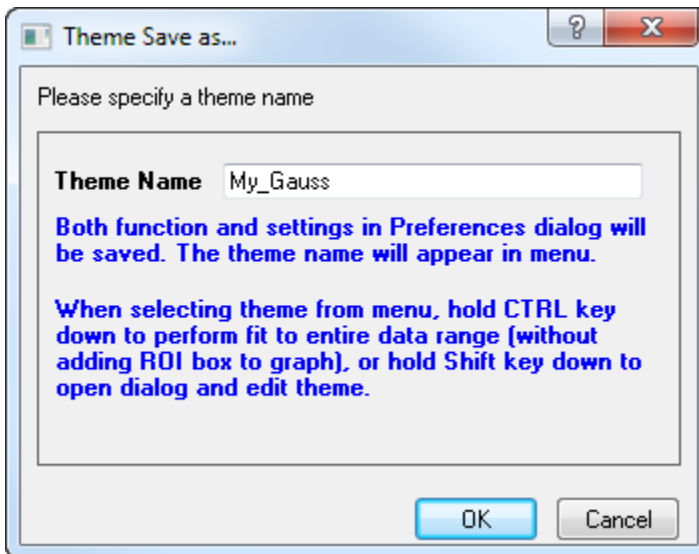 Theme Save as...
Please specify a theme name
Theme Name My_Gauss
Both function and settings in Preferences dialog will
be saved. The theme name will appear in menu.
When selecting theme from menu, hold CTRL key
down to perform fit to entire data range (without
adding ROI box to graph), or hold Shift key down to
open dialog and edit theme.
OK Cancel